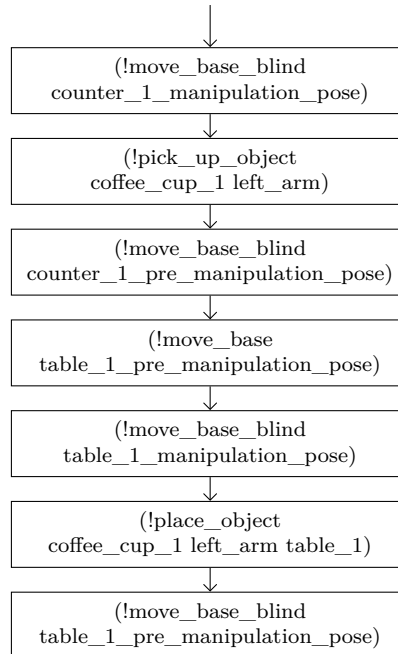 (!move_base_blind
counter_1_manipulation_pose)
(!pick_up_object
coffee_cup_1 left_arm)
(!move_base_blind
counter_1_pre_manipulation_pose)
(!move_base
table_1_pre_manipulation_pose)
(!move_base_blind
table_1_manipulation_pose)
(!place_object
coffee_cup_1 left_arm table_1)
(!move_base_blind
table_1_pre_manipulation_pose)